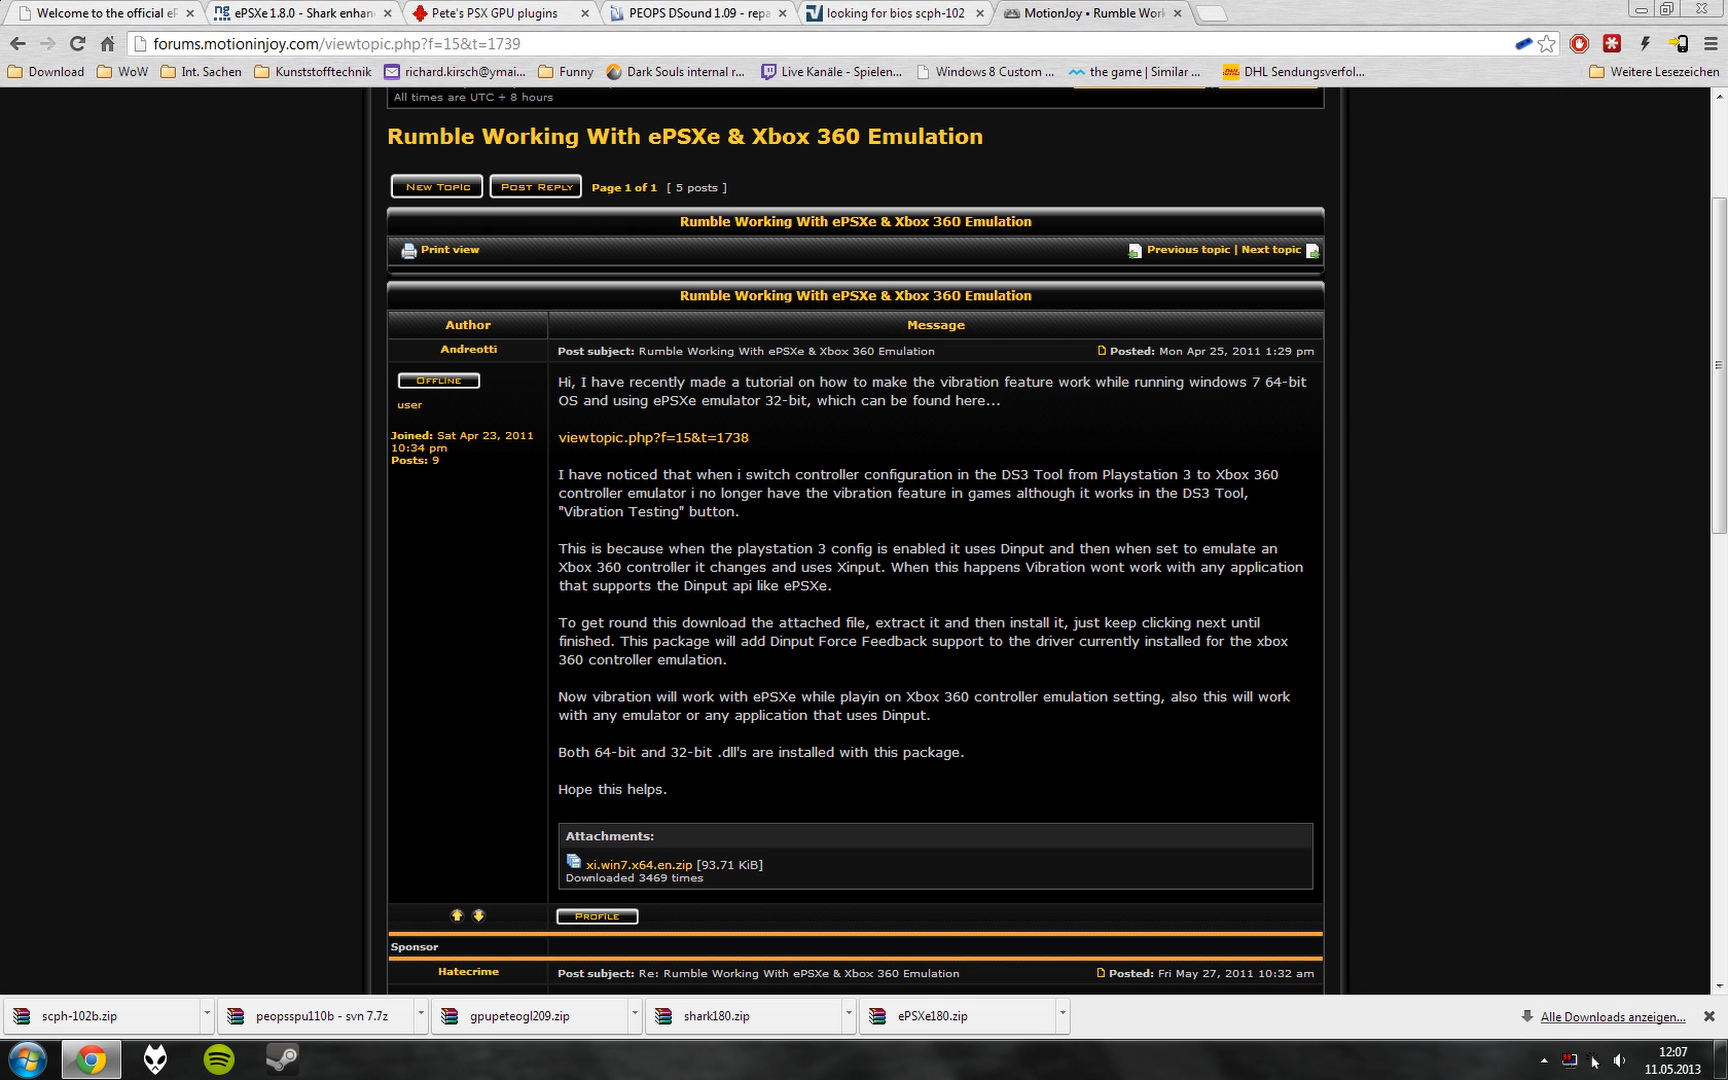 Welcome to the official eP
ePSXe 1.8.0 - Shark enhan
Pete's PSX GPU plugins
PEOPS DSound 1.09 - repa
looking for bios scph-102
MotionJoy • Rumble Wor
forums.motioninjoy.com/viewtopic.php?f=15&t=1739
Download
WoW
Int. Sachen
Kunststofftechnik
richard.kirsch@ymai...
Funny
Dark Souls internal r...
Live Kanäle - Spielen...
Windows 8 Custom ...
the game | Similar ...
DHL Sendungsverfol...
Weitere Lesezeichen
All times are UTC + 8 hours
Rumble Working With ePSXe & Xbox 360 Emulation
New Topic
Post Reply
Page 1 of 1 [ 5 posts ]
Rumble Working With ePSXe & Xbox 360 Emulation
Print view
Previous topic | Next topic
Rumble Working With ePSXe & Xbox 360 Emulation
Author
Message
Andreotti
Post subject: Rumble Working With ePSXe & Xbox 360 Emulation
Posted: Mon Apr 25, 2011 1:29 pm
Offline
user
Joined: Sat Apr 23, 2011
10:34 pm
Posts: 9
Hi, I have recently made a tutorial on how to make the vibration feature work while running windows 7 64-bit
OS and using ePSXe emulator 32-bit, which can be found here...
viewtopic.php?f=15&t=1738
I have noticed that when i switch controller configuration in the DS3 Tool from Playstation 3 to Xbox 360
controller emulator i no longer have the vibration feature in games although it works in the DS3 Tool,
"Vibration Testing" button.
This is because when the playstation 3 config is enabled it uses Dinput and then when set to emulate an
Xbox 360 controller it changes and uses Xinput. When this happens Vibration wont work with any application
that supports the Dinput api like ePSXe.
To get round this download the attached file, extract it and then install it, just keep clicking next until
finished. This package will add Dinput Force Feedback support to the driver currently installed for the xbox
360 controller emulation.
Now vibration will work with ePSXe while playin on Xbox 360 controller emulation setting, also this will work
with any emulator or any application that uses Dinput.
Both 64-bit and 32-bit .dll's are installed with this package.
Hope this helps.
Attachments:
xi.win7.x64.en.zip [93.71 KiB]
Downloaded 3469 times
Profile
Sponsor
Hatecrime
Post subject: Re: Rumble Working With ePSXe & Xbox 360 Emulation
Posted: Fri May 27, 2011 10:32 am
scph-102b.zip
peopsspu110b - svn 7.7z
gpupeteogl209.zip
shark180.zip
ePSXe180.zip
Alle Downloads anzeigen...
12:07
11.05.2013